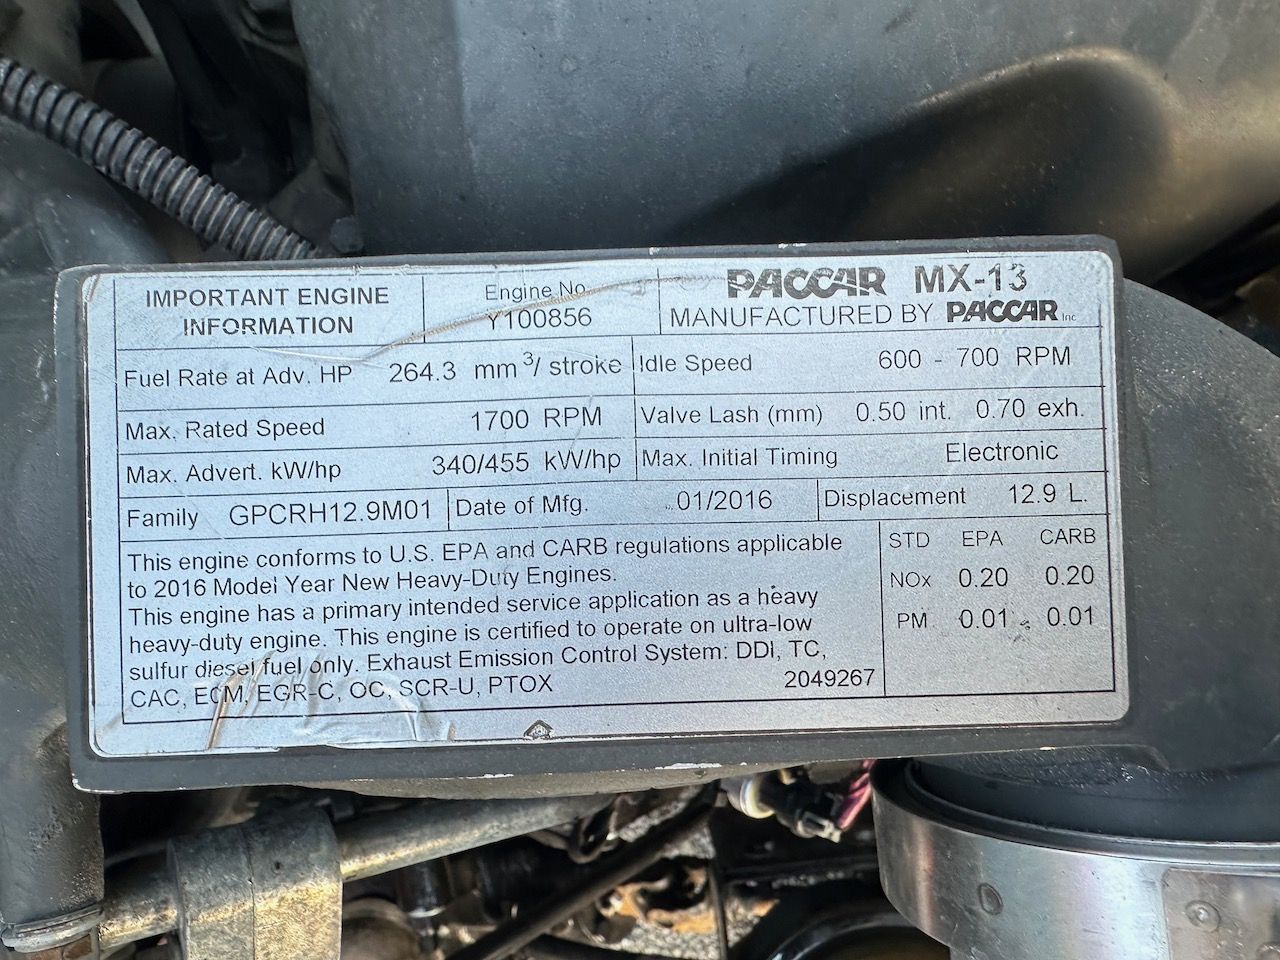 IMPORTANT ENGINE
INFORMATION
Engine No.
Y100856
PACCAR MX-13
MANUFACTURED BY PACCAR Inc
Fuel Rate at Adv. HP 264.3 mm3/ stroke
Idle Speed 600 - 700 RPM
Max. Rated Speed 1700 RPM
Valve Lash (mm) 0.50 int. 0.70 exh.
Max. Advert. kW/hp 340/455 kW/hp
Max. Initial Timing Electronic
Family GPCRH12.9M01
Date of Mfg. 01/2016
Displacement 12.9 L.
This engine conforms to U.S. EPA and CARB regulations applicable
to 2016 Model Year New Heavy-Duty Engines.
This engine has a primary intended service application as a heavy
heavy-duty engine. This engine is certified to operate on ultra-low
sulfur diesel fuel only. Exhaust Emission Control System: DDI, TC,
CAC, ECM, EGR-C, OC, SCR-U, PTOX
2049267
STD EPA CARB
NOx 0.20 0.20
PM 0.01 0.01